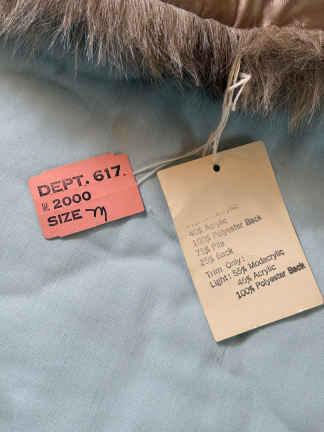 DEPT. 617.
2000
SIZE M
40% Acrylic
100% Polyester Back
75% Pile
25% Back
Trim Only:
Light: 55% Modacrylic
40% Acrylic
100% Polyester Back